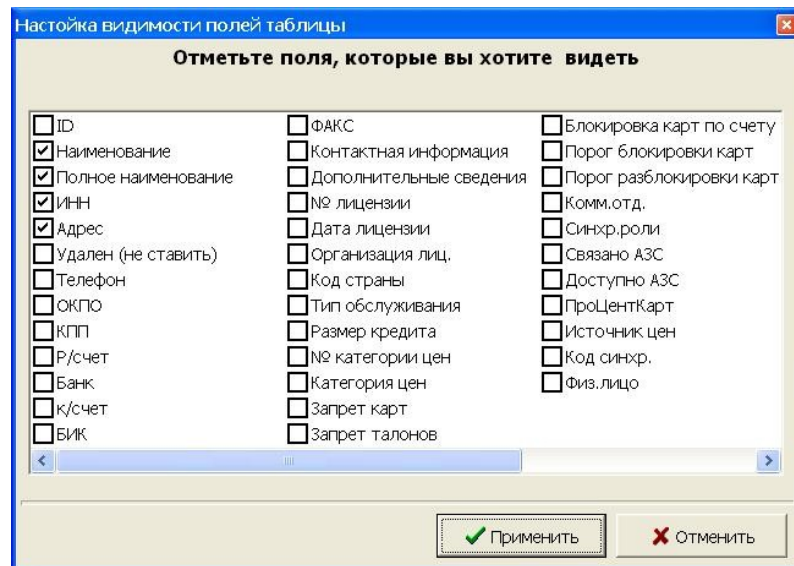 Настойка видимости полей таблицы
Отметьте поля, которые вы хотите видеть
ID
Наименование
Полное наименование
ИНН
Адрес
Удален (не ставить)
Телефон
ОКПО
КПП
Р/счет
Банк
к/счет
БИК
ФАКС
Контактная информация
Дополнительные сведения
№ лицензии
Дата лицензии
Организация лиц.
Код страны
Тип обслуживания
Размер кредита
№ категории цен
Категория цен
Запрет карт
Запрет талонов
Блокировка карт по счету
Порог блокировки карт
Порог разблокировки карт
Комм.отд.
Синхр.роли
Связано АЗС
Доступно АЗС
ПроЦентКарт
Источник цен
Код синхр.
Физ.лицо
Применить
Отменить